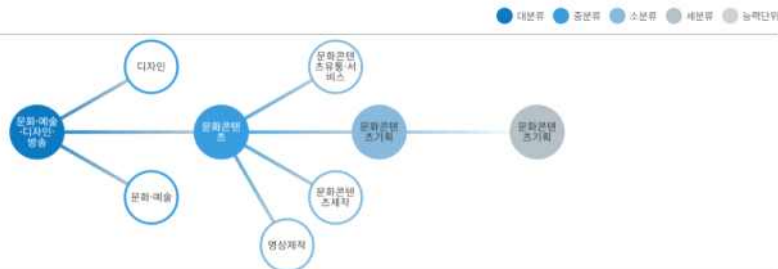 대분류
중분류
소분류
세분류
능력단위
디자인
문화콘텐
츠유통·서
비스
문화·예술
·디자인·
방송
문화콘텐
츠
문화콘텐
츠기획
문화콘텐
츠기획
문화·예술
문화콘텐
츠제작
영상제작